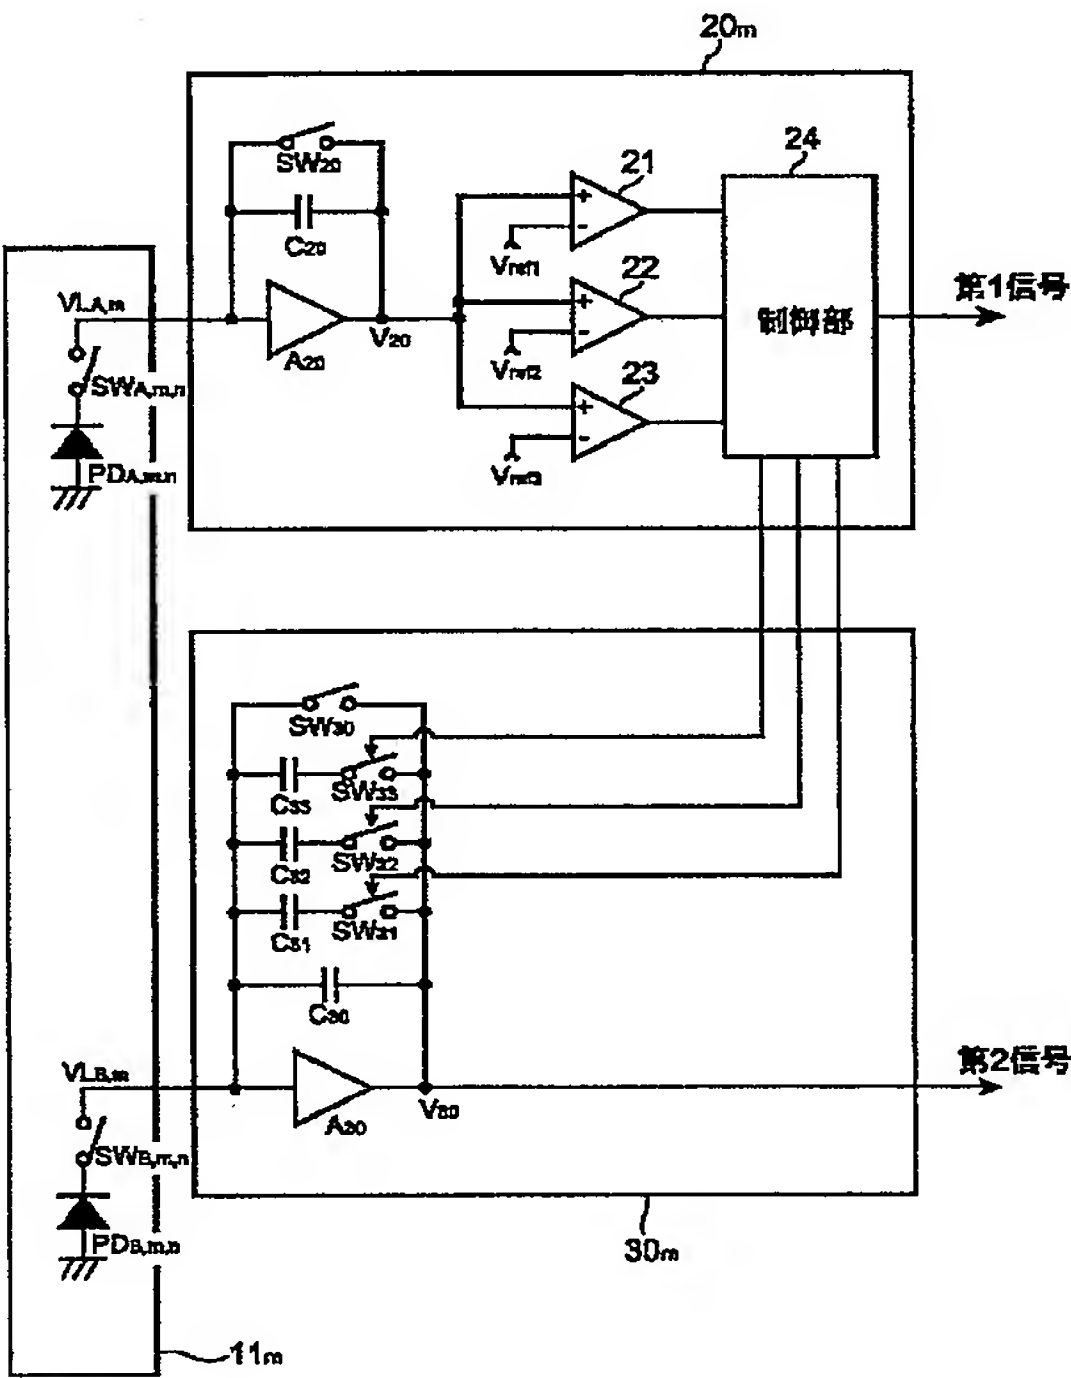 20m
24
SW20
C20
21
Vref1
22
Vref2
23
Vref3
制御部
第1信号
VLA,m
SWA,m,n
PDA,m,n
A20
V20
SW30
SW33
C33
SW32
C32
SW31
C31
C30
第2信号
VLB,m
SWB,m,n
PDB,m,n
A30
V30
30m
11m